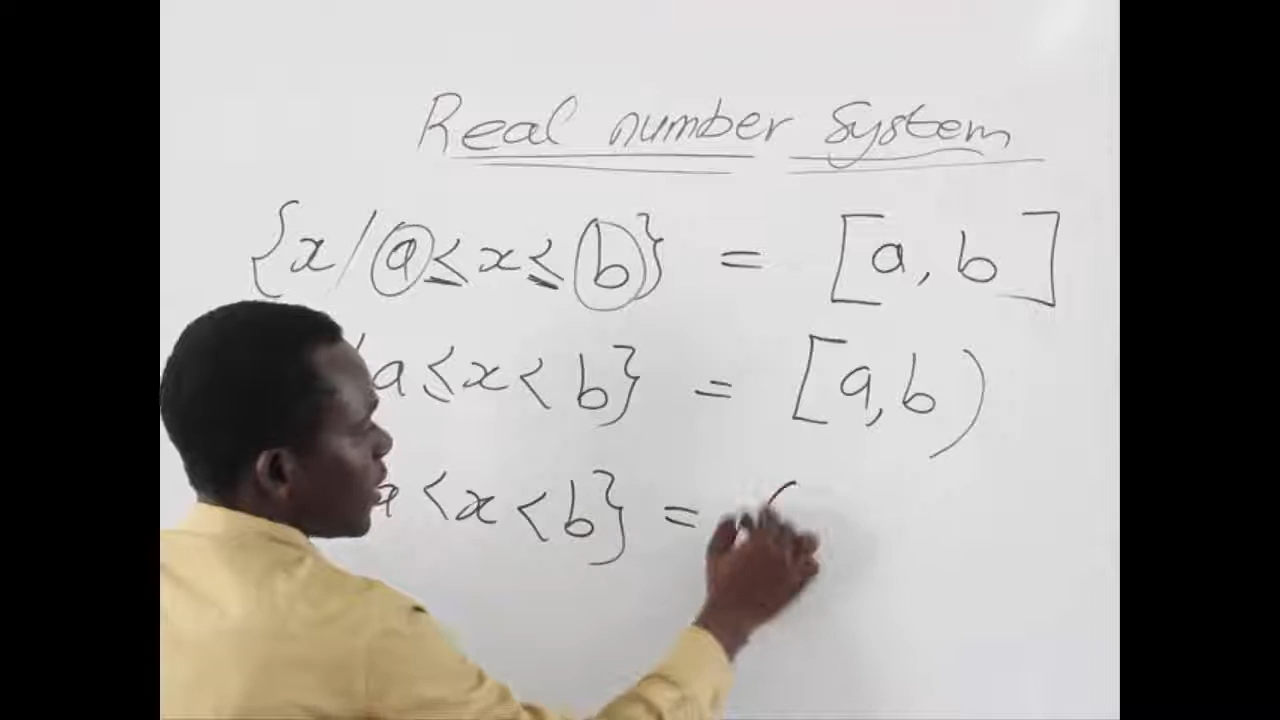 Real number System
{x/a≤x≤b} = [a, b]
a≤x<b} = [a,b)
a<x<b} = (